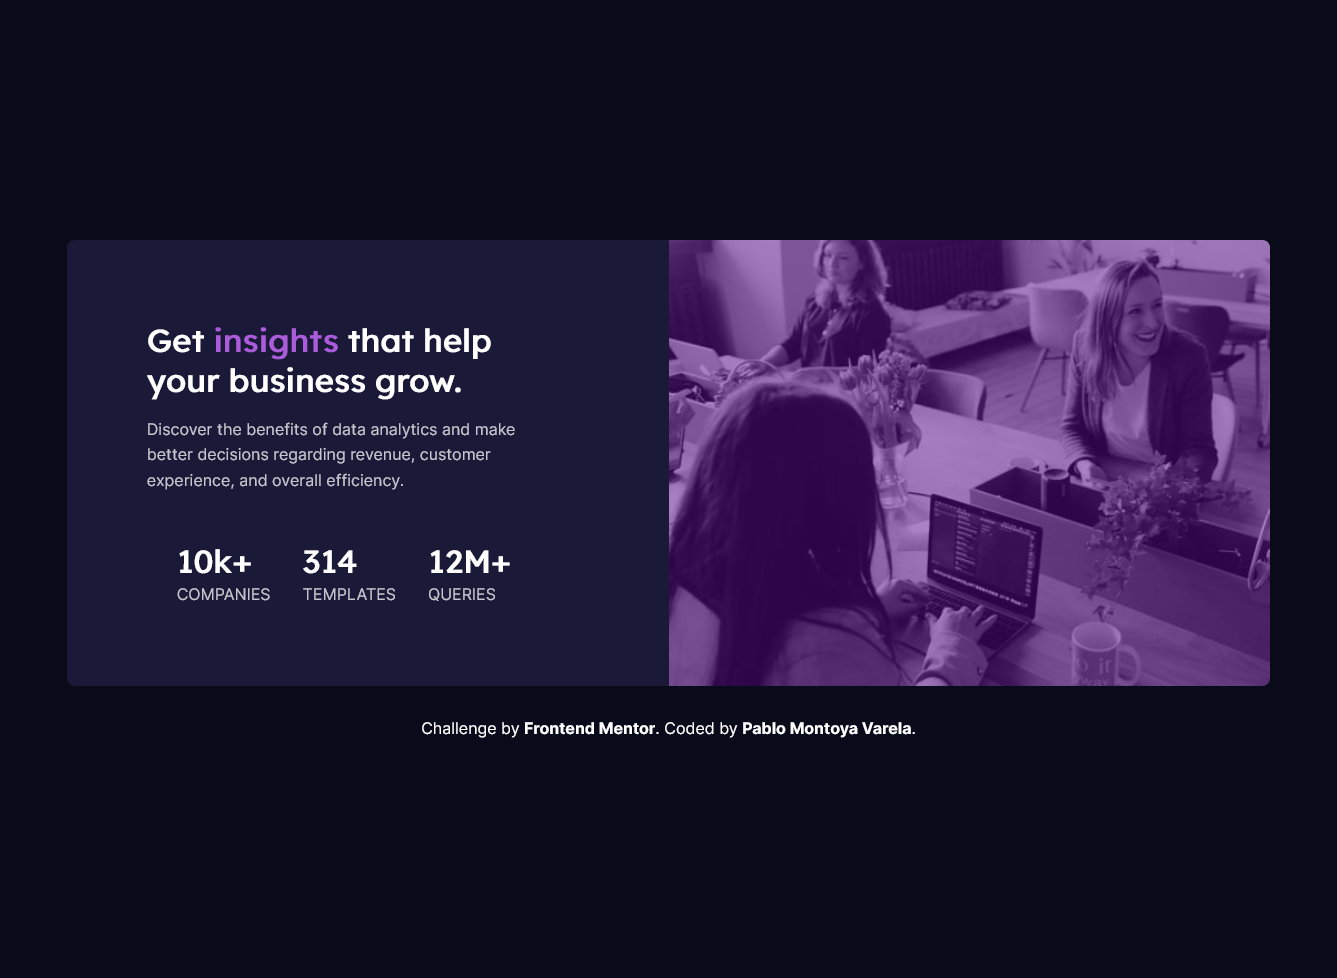 Get insights that help
your business grow.
Discover the benefits of data analytics and make
better decisions regarding revenue, customer
experience, and overall efficiency.
10k+ 314 12M+
COMPANIES TEMPLATES QUERIES
Challenge by Frontend Mentor. Coded by Pablo Montoya Varela.